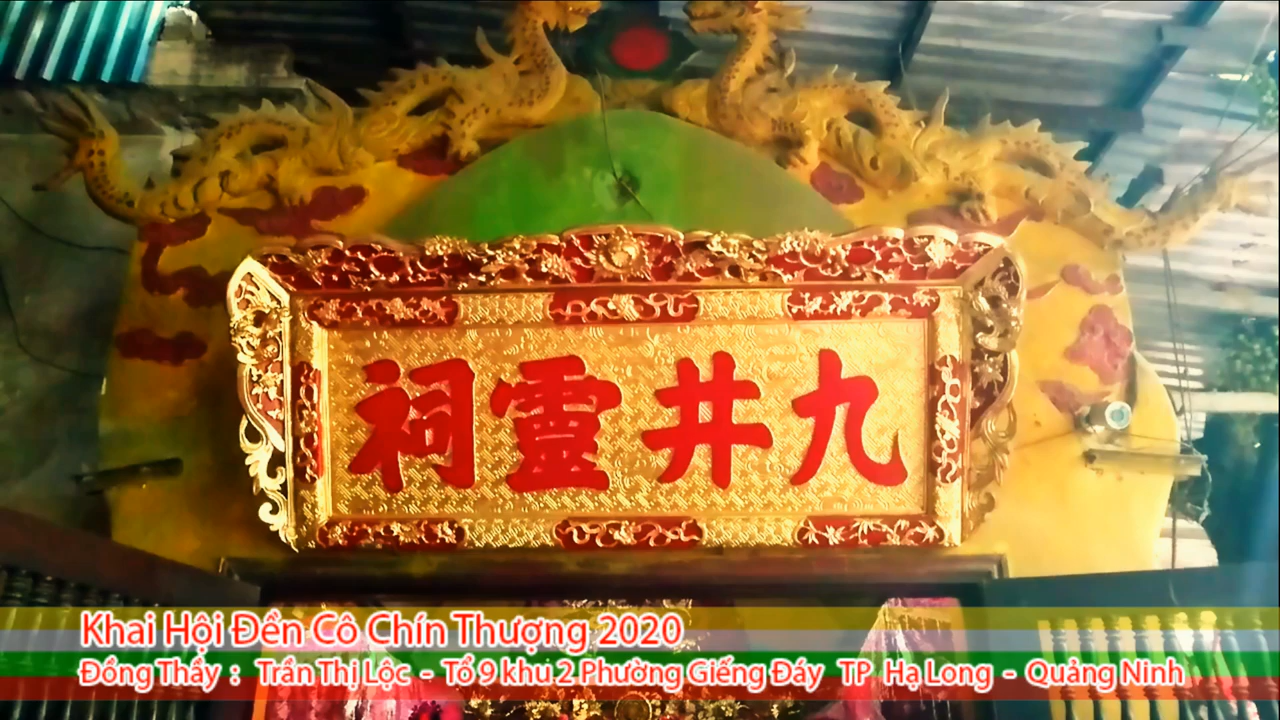 九井靈祠
Khai Hội Đền Cô Chín Thượng 2020
Đồng Thầy : Trần Thị Lộc - Tổ 9 khu 2 Phường Giếng Đáy TP Hạ Long - Quảng Ninh